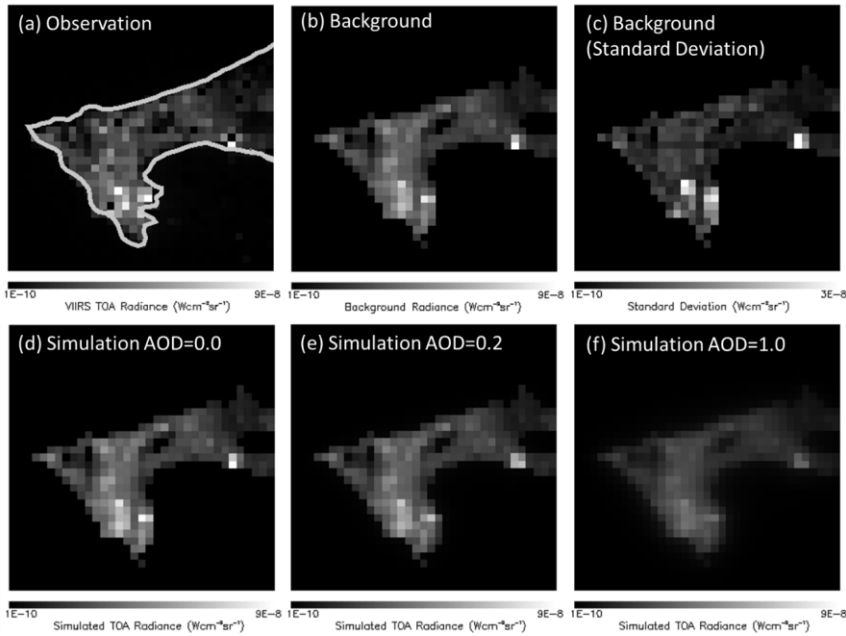 (a) Observation
(b) Background
(c) Background
(Standard Deviation)
1E-10 9E-8
VIIRS TOA Radiance (Wcm⁻²sr⁻¹)
1E-10 9E-8
Background Radiance (Wcm⁻²sr⁻¹)
1E-10 3E-8
Standard Deviation (Wcm⁻²sr⁻¹)
(d) Simulation AOD=0.0
(e) Simulation AOD=0.2
(f) Simulation AOD=1.0
1E-10 9E-8
Simulated TOA Radiance (Wcm⁻²sr⁻¹)
1E-10 9E-8
Simulated TOA Radiance (Wcm⁻²sr⁻¹)
1E-10 9E-8
Simulated TOA Radiance (Wcm⁻²sr⁻¹)